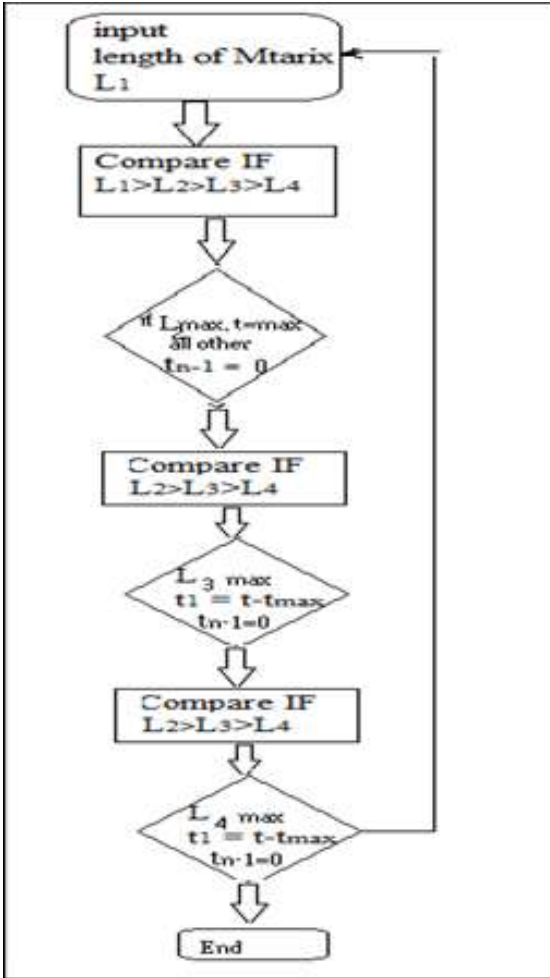 input
length of Mtarix
L1
Compare IF
L1>L2>L3>L4
if Lmax, t=max
all other
tn-1 = 0
Compare IF
L2>L3>L4
L3 max
t1 = t-tmax
tn-1=0
Compare IF
L2>L3>L4
L4 max
t1 = t-tmax
tn-1=0
End